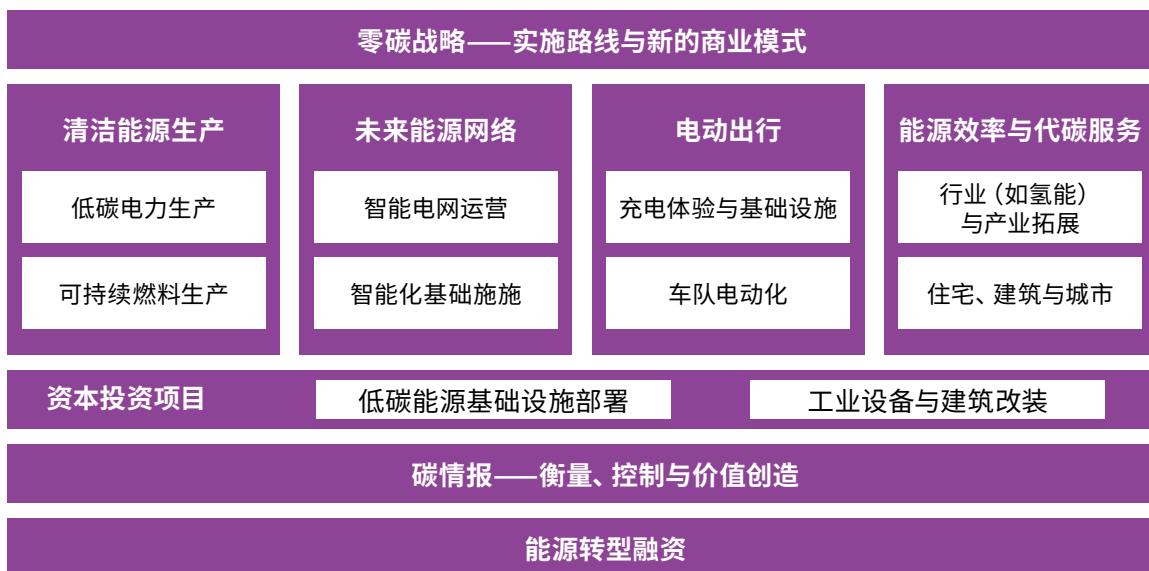 零碳战略——实施路线与新的商业模式
清洁能源生产
低碳电力生产
可持续燃料生产
未来能源网络
智能电网运营
智能化基础施施
电动出行
充电体验与基础设施
车队电动化
能源效率与代碳服务
行业（如氢能）
与产业拓展
住宅、建筑与城市
资本投资项目
低碳能源基础设施部署
工业设备与建筑改装
碳情报——衡量、控制与价值创造
能源转型融资